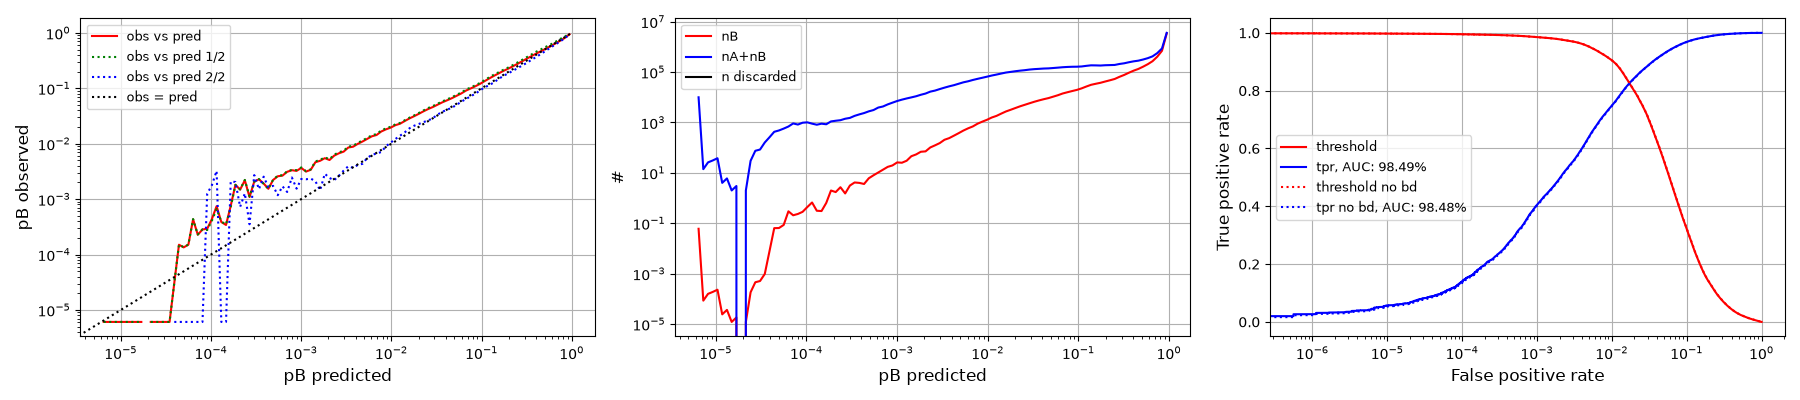 obs vs pred
obs vs pred 1/2
obs vs pred 2/2
obs = pred
pB observed
10⁰
10⁻¹
10⁻²
10⁻³
10⁻⁴
10⁻⁵
10⁻⁵ 10⁻⁴ 10⁻³ 10⁻² 10⁻¹ 10⁰
pB predicted
nB
nA+nB
n discarded
#
10⁷
10⁵
10³
10¹
10⁻¹
10⁻³
10⁻⁵
10⁻⁵ 10⁻⁴ 10⁻³ 10⁻² 10⁻¹ 10⁰
pB predicted
threshold
tpr, AUC: 98.49%
threshold no bd
tpr no bd, AUC: 98.48%
True positive rate
1.0
0.8
0.6
0.4
0.2
0.0
10⁻⁶ 10⁻⁵ 10⁻⁴ 10⁻³ 10⁻² 10⁻¹ 10⁰
False positive rate